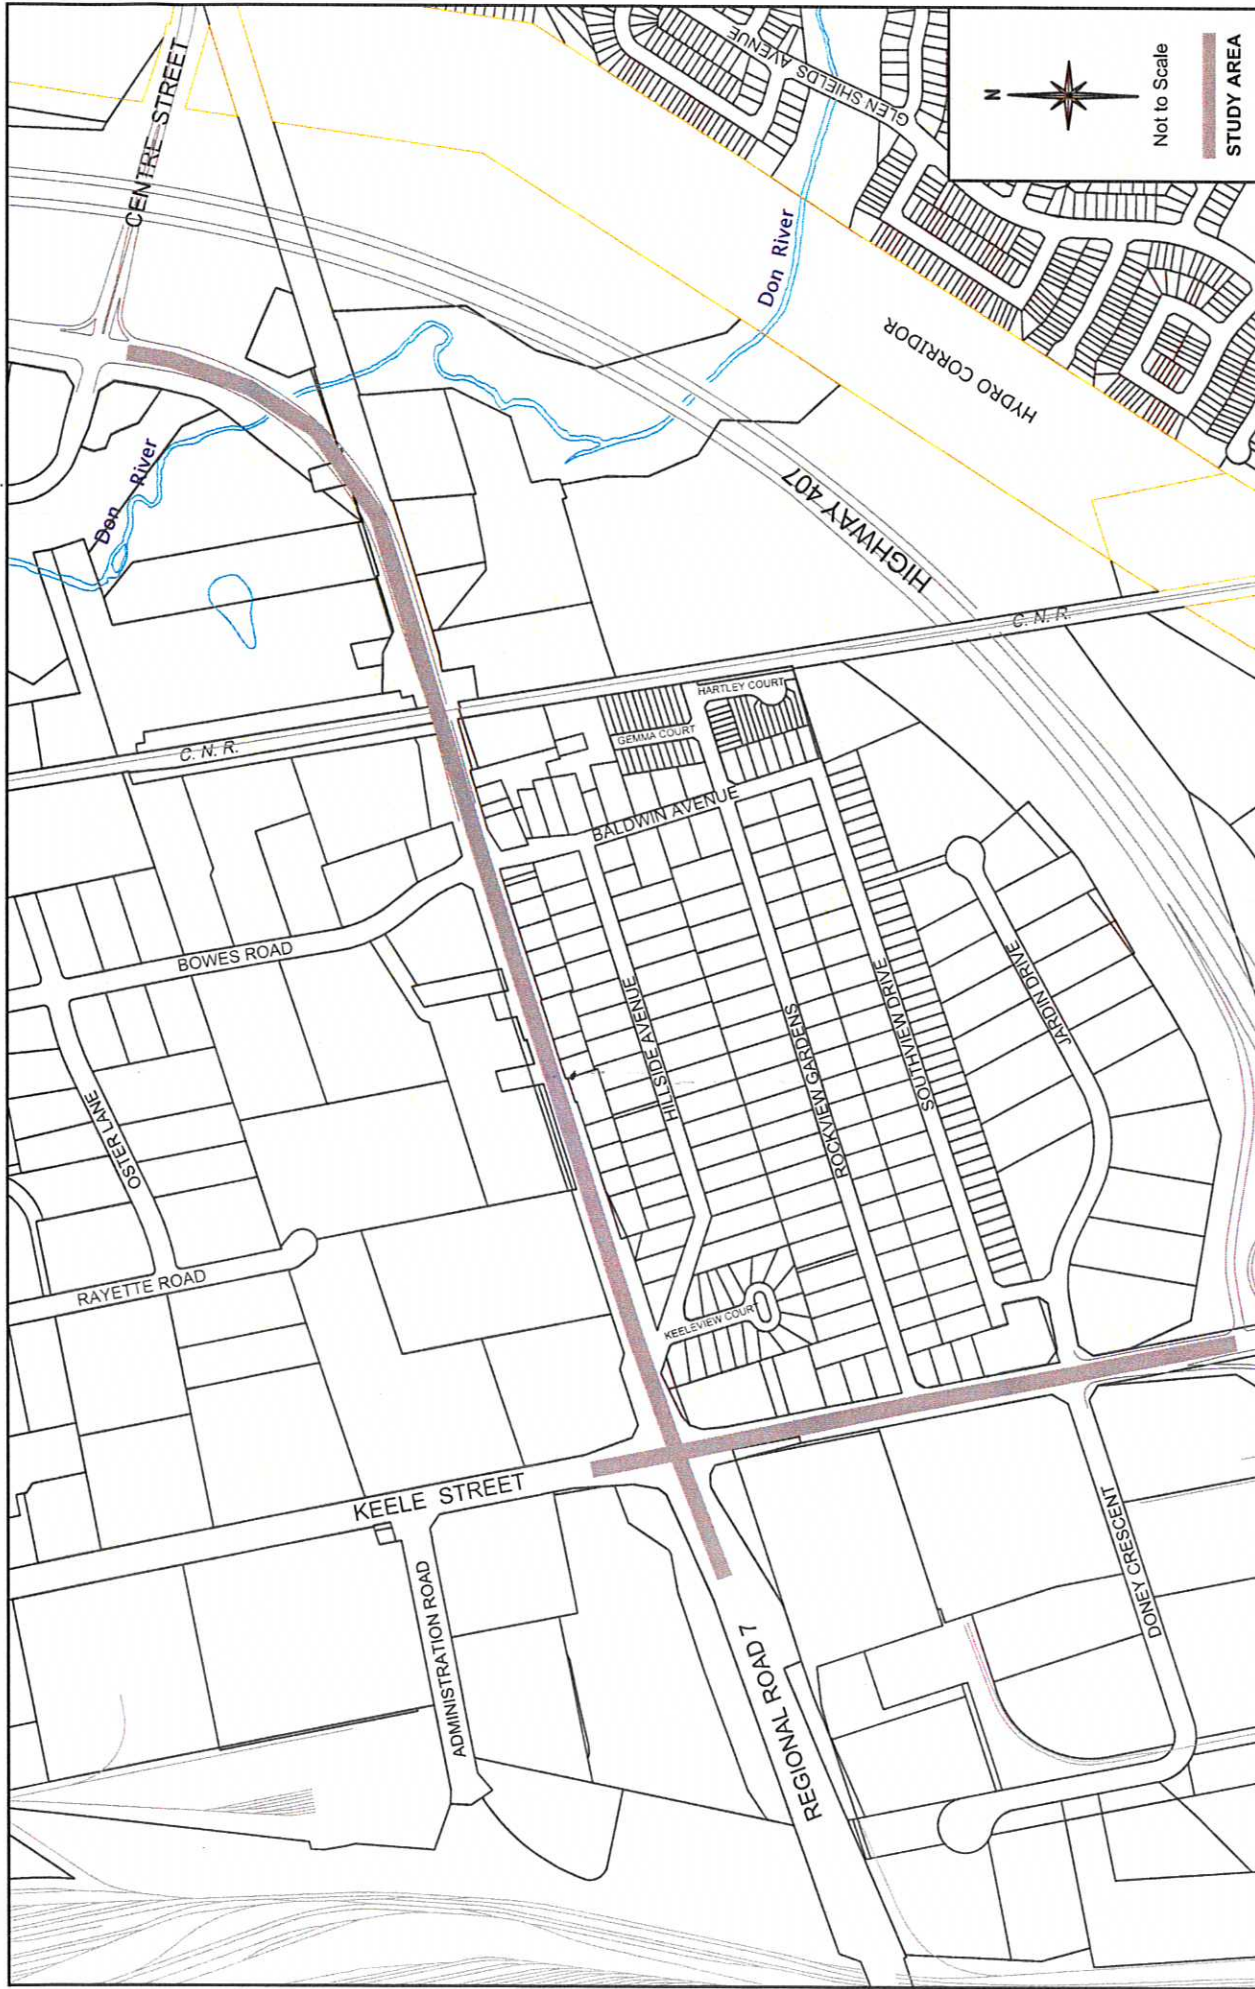 CENTRE STREET
GLEN SHIELDS AVENUE
N
Not to Scale
STUDY AREA
Don River
Don River
HYDRO CORRIDOR
HIGHWAY 407
C. N. R.
C. N. R.
HARTLEY COURT
GEMMA COURT
BALDWIN AVENUE
BOWES ROAD
HILLSIDE AVENUE
ROCKVIEW GARDENS
SOUTHVIEW DRIVE
JARDIN DRIVE
OSTER LANE
RAYETTE ROAD
KEELEVIEW COURT
KEELE STREET
ADMINISTRATION ROAD
REGIONAL ROAD 7
DONEY CRESCENT